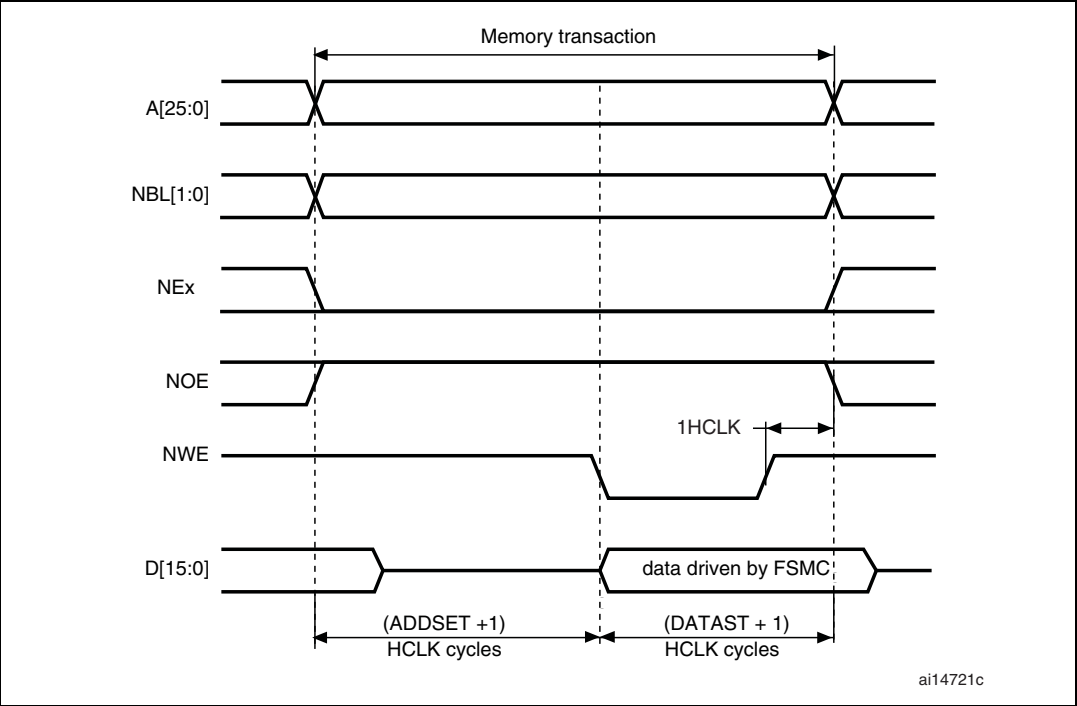 Memory transaction
A[25:0]
NBL[1:0]
NEx
NOE
1HCLK
NWE
D[15:0]
data driven by FSMC
(ADDSET +1)
HCLK cycles
(DATAST + 1)
HCLK cycles
ai14721c